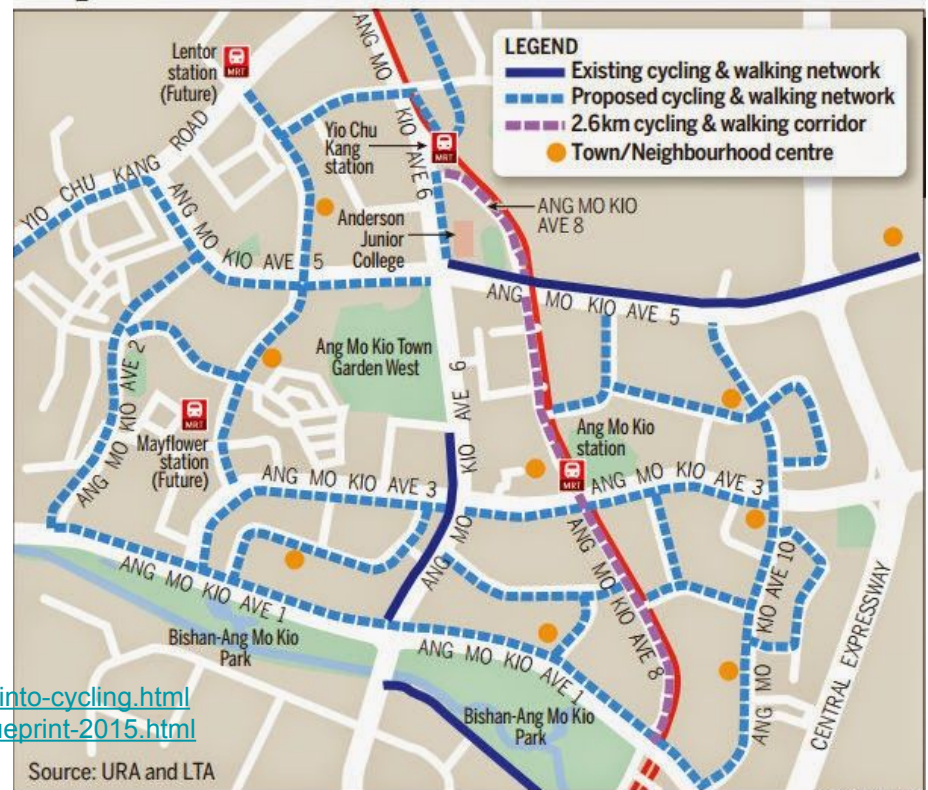 LEGEND
Existing cycling & walking network
Proposed cycling & walking network
2.6km cycling & walking corridor
Town/Neighbourhood centre
Lentor
station
(Future)
MRT
ANG MO
KIO
AVE 6
Yio Chu
Kang
station
MRT
YIO CHU KANG ROAD
ANG MO KIO
AVE 8
Anderson
Junior
College
ANG MO
KIO AVE 5
ANG MO KIO AVE 5
Ang Mo Kio Town
Garden West
ANG MO KIO AVE 2
ANG MO
KIO AVE 6
MRT
Mayflower
station
(Future)
Ang Mo Kio
station
MRT
ANG MO KIO AVE 3
ANG MO KIO AVE 3
ANG MO KIO AVE 8
ANG MO KIO AVE 10
CENTRAL EXPRESSWAY
ANG MO KIO AVE 1
Bishan-Ang Mo Kio
Park
ANG MO KIO AVE 1
Bishan-Ang Mo Kio
Park
into-cycling.html
ueprint-2015.html
Source: URA and LTA